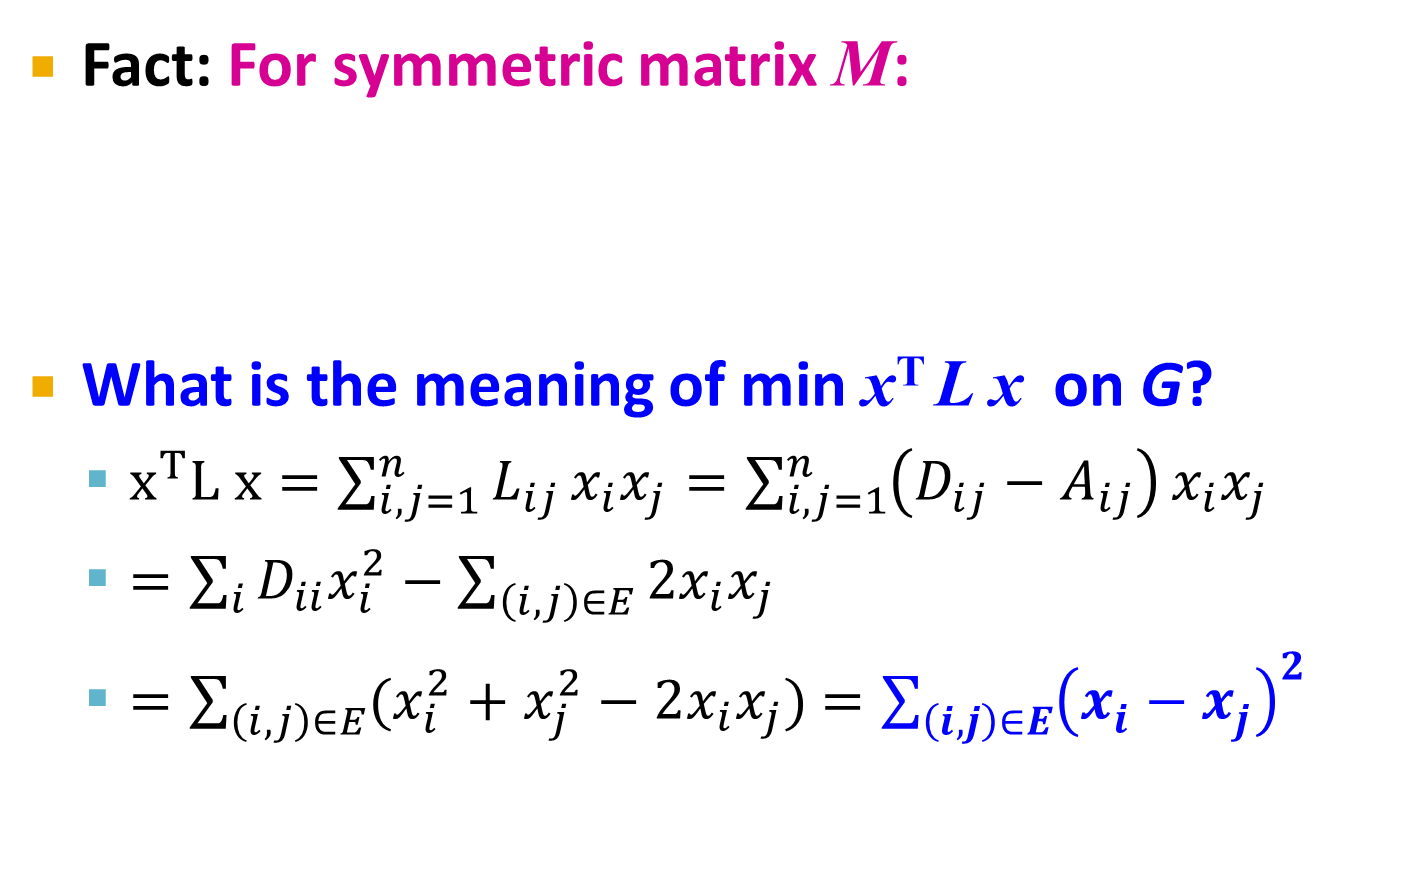 ▪ Fact: For symmetric matrix M:
▪ What is the meaning of min xᵀ L x on G?
▪ xᵀL x = ∑ⁿᵢ,ⱼ₌₁ Lᵢⱼ xᵢxⱼ = ∑ⁿᵢ,ⱼ₌₁(Dᵢⱼ − Aᵢⱼ) xᵢxⱼ
▪ = ∑ᵢ Dᵢᵢxᵢ² − ∑₍ᵢ,ⱼ₎∈E 2xᵢxⱼ
▪ = ∑₍ᵢ,ⱼ₎∈E(xᵢ² + xⱼ² − 2xᵢxⱼ) = ∑₍ᵢ,ⱼ₎∈E(xᵢ − xⱼ)²